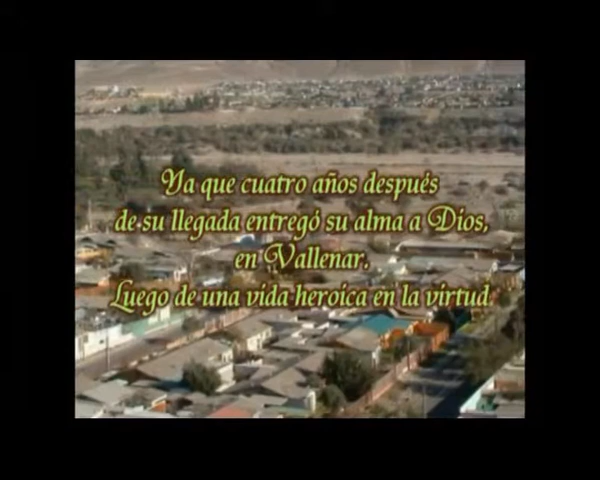 Ya que cuatro años después
de su llegada entregó su alma a Dios,
en Vallenar.
Luego de una vida heroica en la virtud